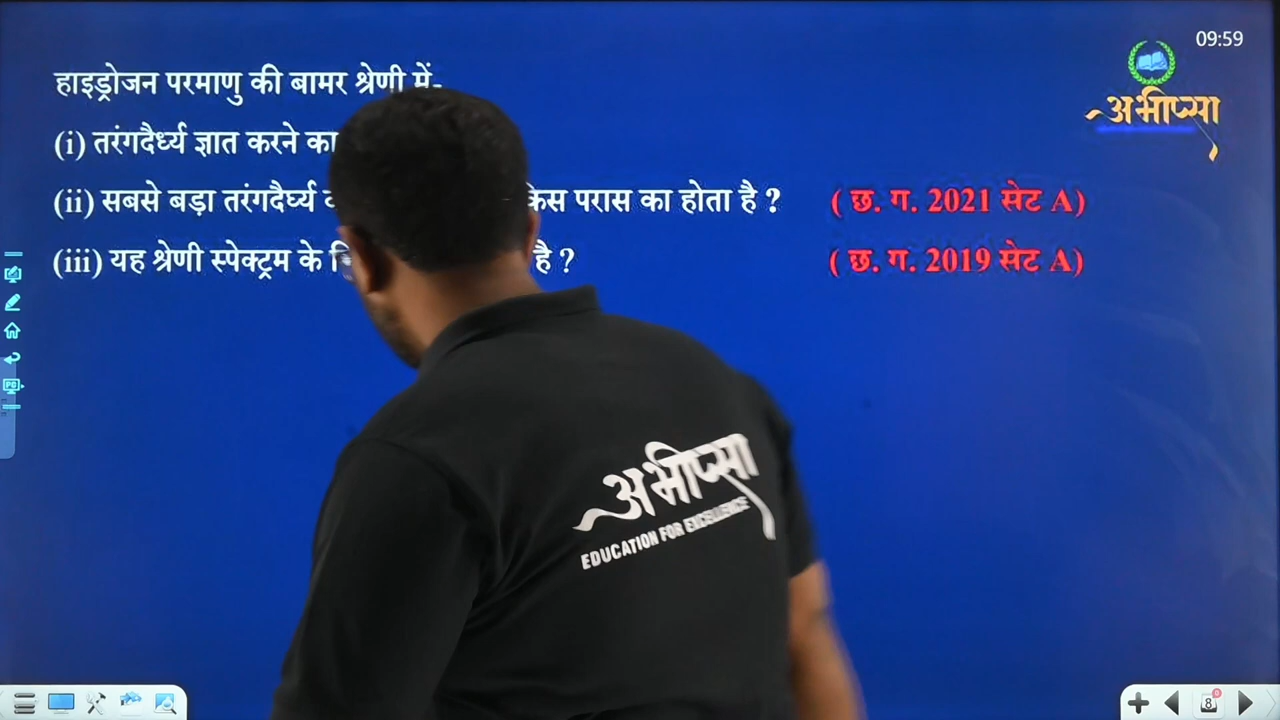 09:59
अभीप्सा
हाइड्रोजन परमाणु की बामर श्रेणी में-
(i) तरंगदैर्ध्य ज्ञात करने का
(ii) सबसे बड़ा तरंगदैर्घ्य परास का होता है ? ( छ. ग. 2021 सेट A)
(iii) यह श्रेणी स्पेक्ट्रम के है ? ( छ. ग. 2019 सेट A)
अभीप्सा
EDUCATION FOR EXCELLENCE
8